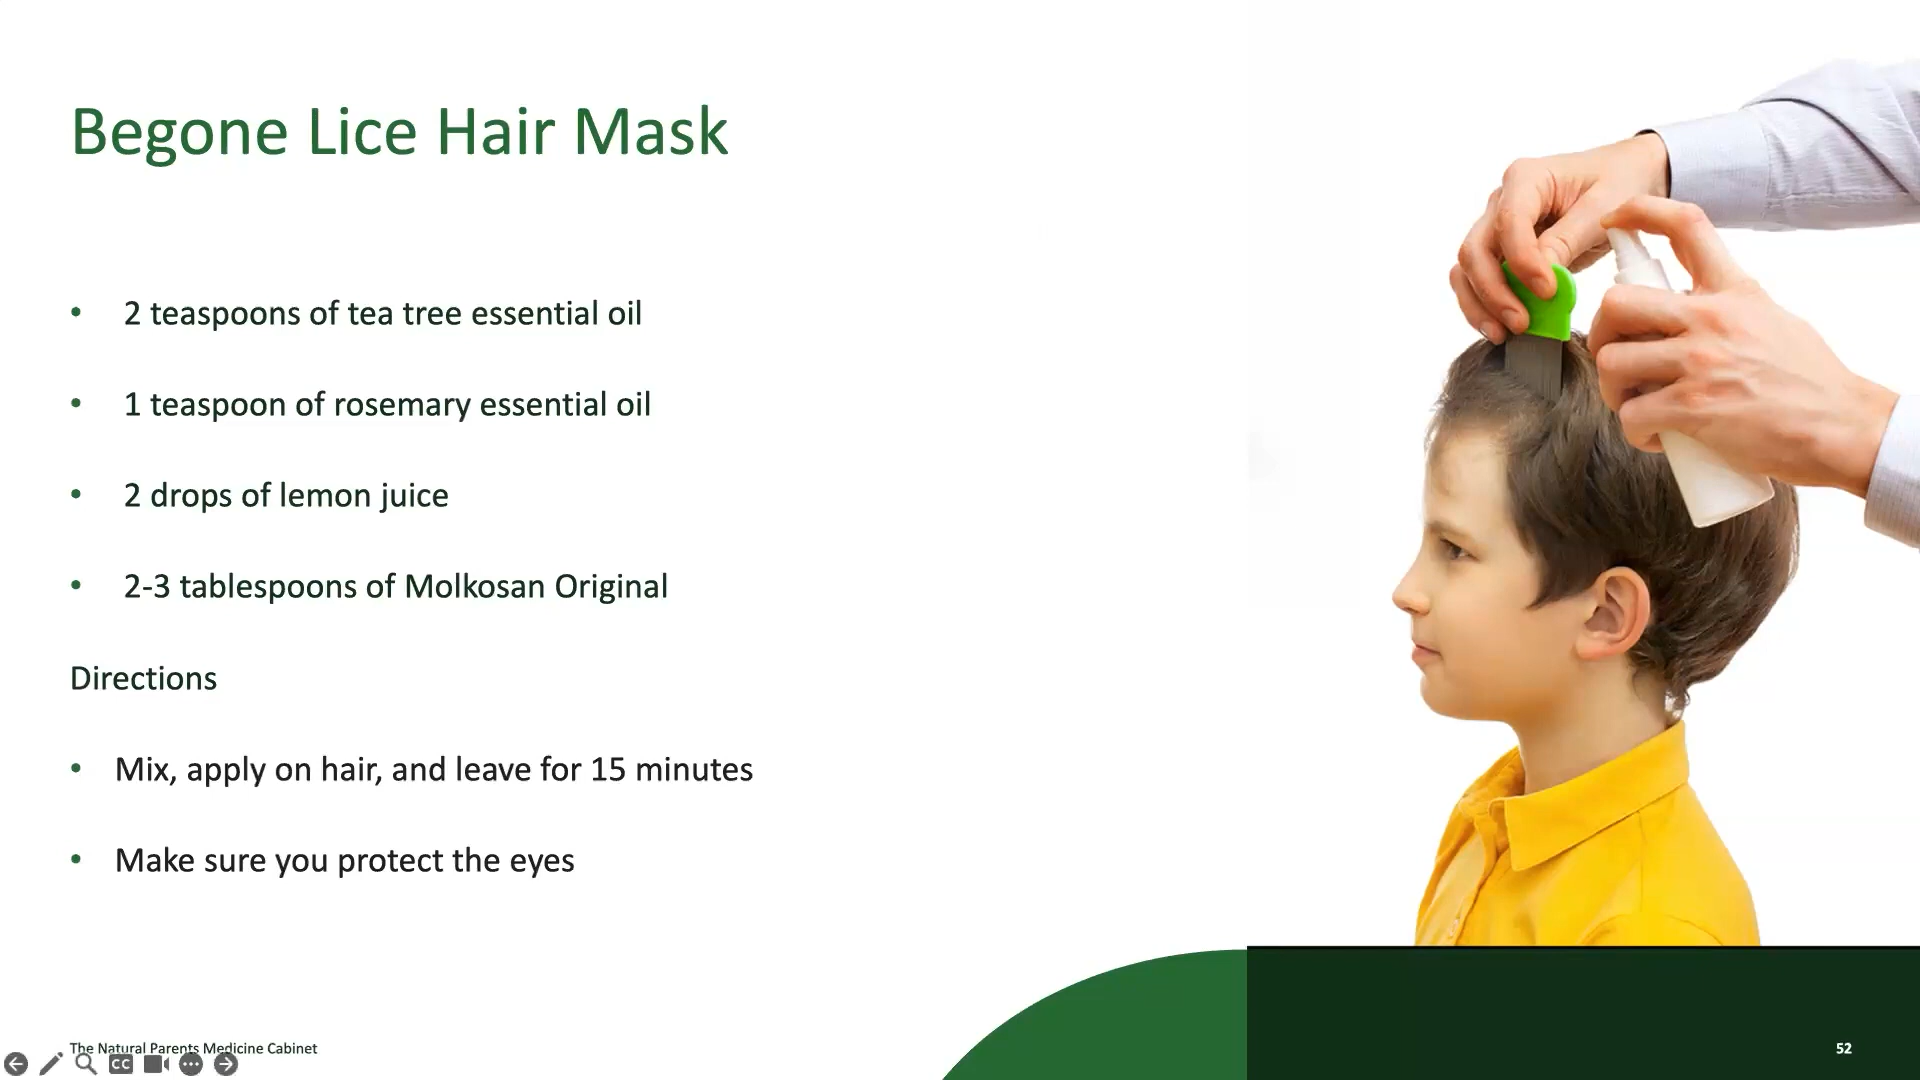 Begone Lice Hair Mask
• 2 teaspoons of tea tree essential oil
• 1 teaspoon of rosemary essential oil
• 2 drops of lemon juice
• 2-3 tablespoons of Molkosan Original
Directions
• Mix, apply on hair, and leave for 15 minutes
• Make sure you protect the eyes
The Natural Parents Medicine Cabinet
CC
52